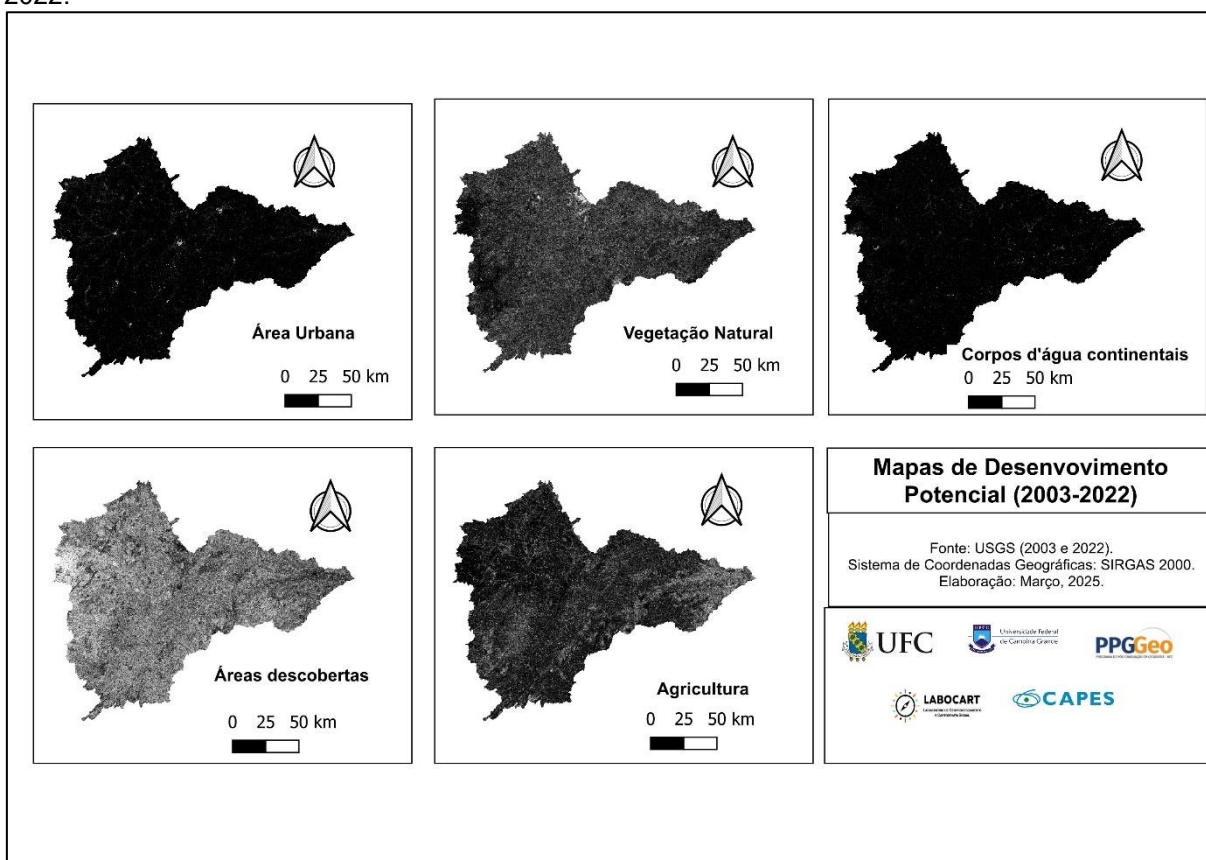 2022.
Área Urbana
0 25 50 km
Vegetação Natural
0 25 50 km
Corpos d'água continentais
0 25 50 km
Áreas descobertas
0 25 50 km
Agricultura
0 25 50 km
Mapas de Desenvovimento
Potencial (2003-2022)
Fonte: USGS (2003 e 2022).
Sistema de Coordenadas Geográficas: SIRGAS 2000.
Elaboração: Março, 2025.
UFC
Universidade Federal
de Campina Grande
PPGGeo
LABOCART
CAPES